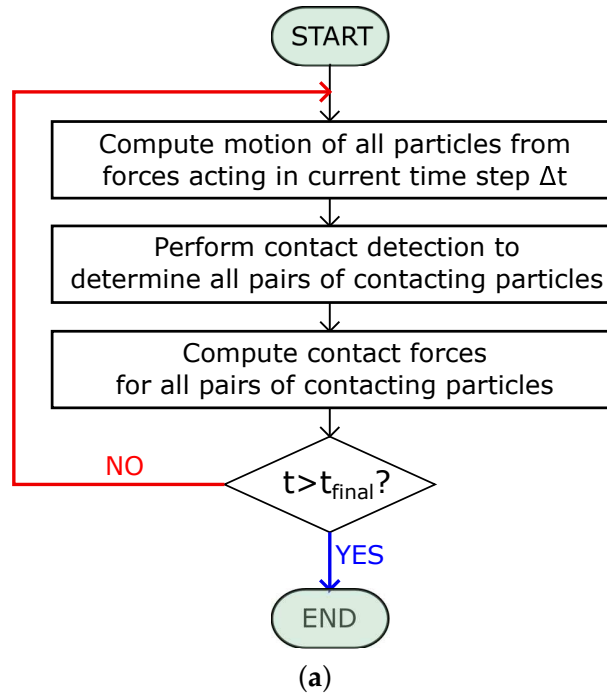 START
Compute motion of all particles from
forces acting in current time step Δt
Perform contact detection to
determine all pairs of contacting particles
Compute contact forces
for all pairs of contacting particles
NO
t>tfinal?
YES
END
(a)